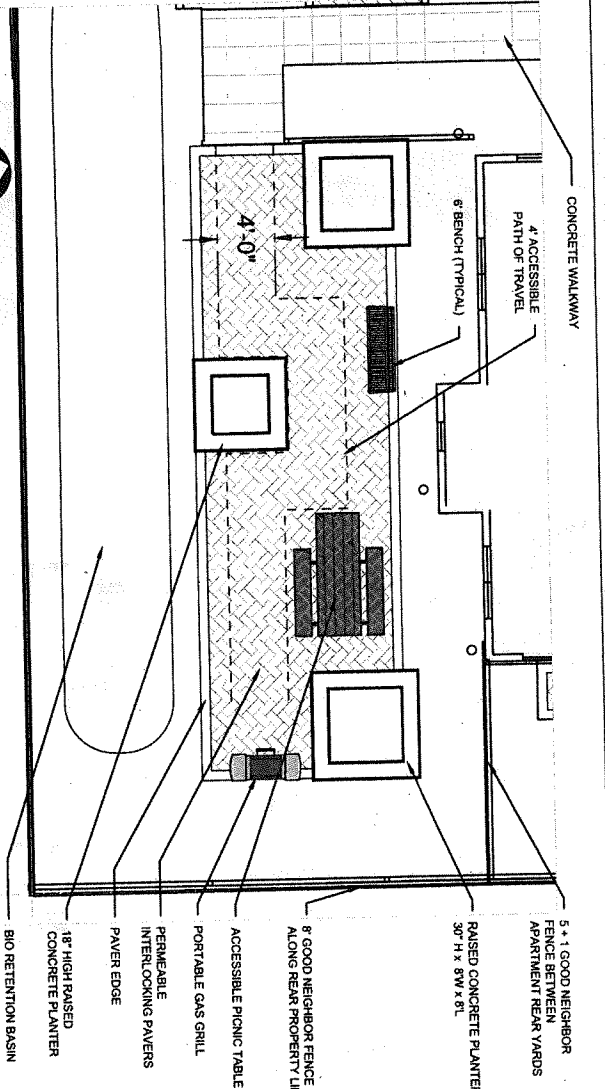 CONCRETE WALKWAY
4' ACCESSIBLE
PATH OF TRAVEL
6' BENCH (TYPICAL)
4'-0"
5 + 1 GOOD NEIGHBOR
FENCE BETWEEN
APARTMENT REAR YARDS
RAISED CONCRETE PLANTER
30" H x 8'W x 8'L
8' GOOD NEIGHBOR FENCE
ALONG REAR PROPERTY LI
ACCESSIBLE PICNIC TABLE
PORTABLE GAS GRILL
PERMEABLE
INTERLOCKING PAVERS
PAVER EDGE
18" HIGH RAISED
CONCRETE PLANTER
BIO RETENTION BASIN